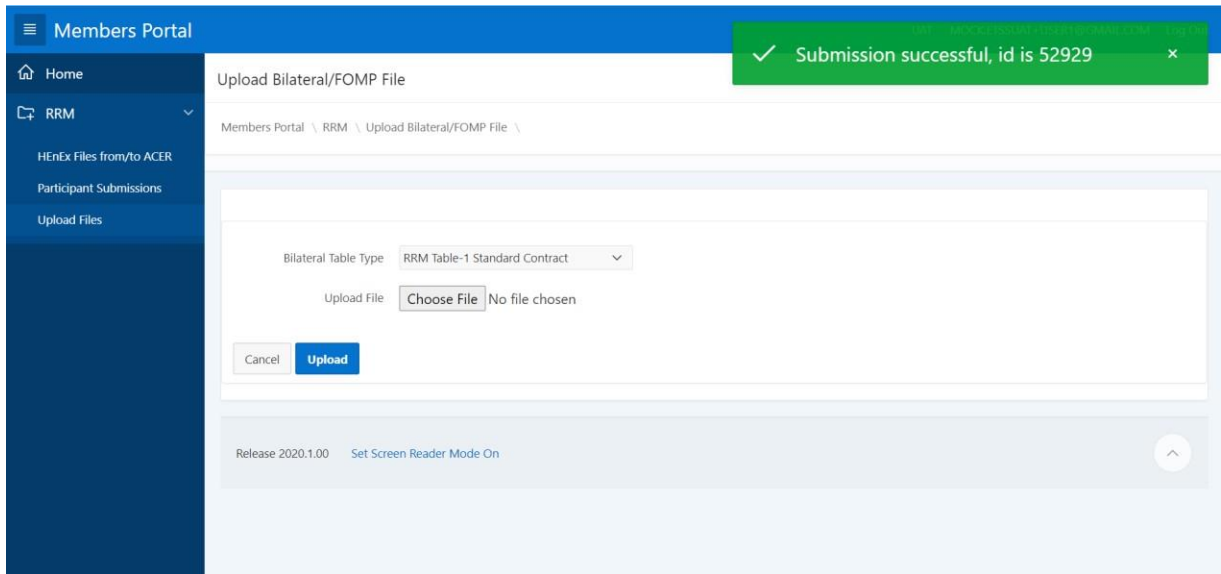 Members Portal
UAT
Submission successful, id is 52929
Home
RRM
HEnEx Files from/to ACER
Participant Submissions
Upload Files
Upload Bilateral/FOMP File
Members Portal \ RRM \ Upload Bilateral/FOMP File \
Bilateral Table Type RRM Table-1 Standard Contract
Upload File Choose File No file chosen
Cancel Upload
Release 2020.1.00 Set Screen Reader Mode On